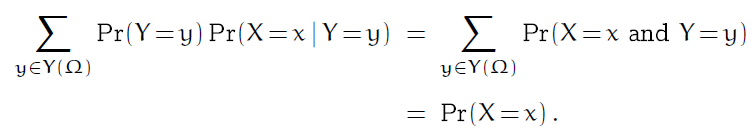 ∑ Pr(Y=y) Pr(X=x | Y=y) = ∑ Pr(X=x and Y=y)
y∈Y(Ω) y∈Y(Ω)
= Pr(X=x) .